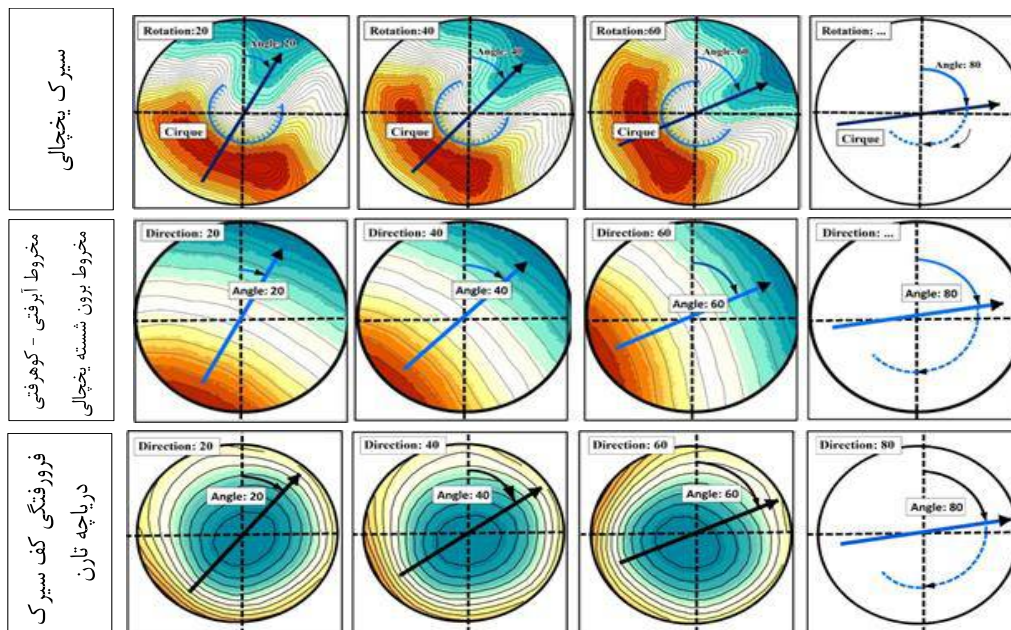 سیرک یخچالی
Rotation:20
Angle: 20
Cirque
Rotation:40
Angle: 40
Cirque
Rotation:60
Angle: 60
Cirque
Rotation: ...
Angle: 80
Cirque
مخروط آبرفتی - کوهرفتی
مخروط برون شسته یخچالی
Direction: 20
Angle: 20
Direction: 40
Angle: 40
Direction: 60
Angle: 60
Direction: ...
Angle: 80
فرورفتگی کف سیرک
دریاچه تارن
Direction: 20
Angle: 20
Direction: 40
Angle: 40
Direction: 60
Angle: 60
Direction: 80
Angle: 80